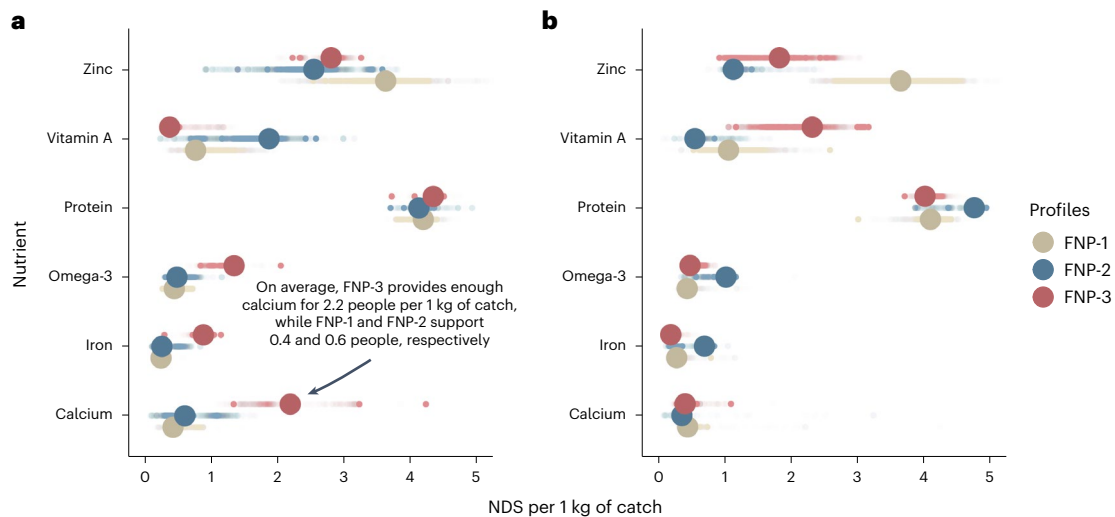 a
b
Zinc
Vitamin A
Protein
Omega-3
Iron
Calcium
Nutrient
On average, FNP-3 provides enough
calcium for 2.2 people per 1 kg of catch,
while FNP-1 and FNP-2 support
0.4 and 0.6 people, respectively
0 1 2 3 4 5
Zinc
Vitamin A
Protein
Omega-3
Iron
Calcium
0 1 2 3 4 5
NDS per 1 kg of catch
Profiles
FNP-1
FNP-2
FNP-3